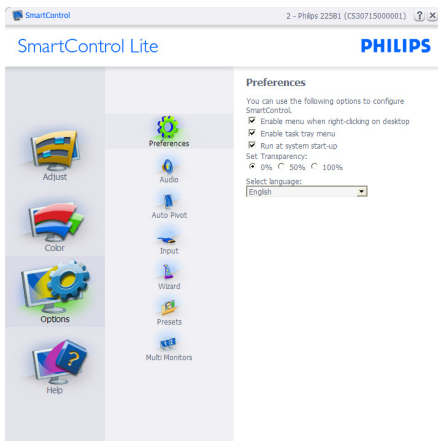 SmartControl
2 - Philips 225B1 (CS30715000001)
SmartControl Lite
PHILIPS
Adjust
Color
Options
Help
Preferences
Audio
Auto Pivot
Input
Wizard
Presets
Multi Monitors
Preferences
You can use the following options to configure
SmartControl.
Enable menu when right-clicking on desktop
Enable task tray menu
Run at system start-up
Set Transparency:
0% 50% 100%
Select language:
English